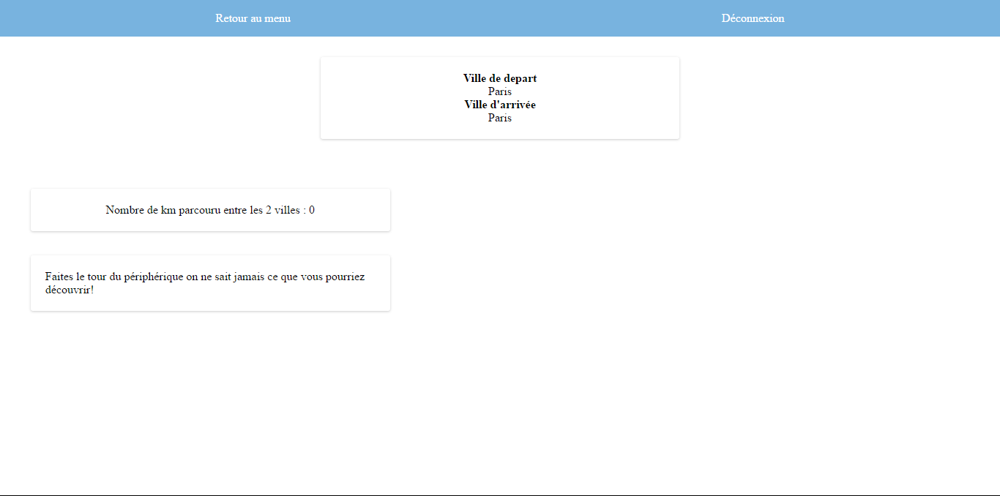 Retour au menu
Déconnexion
Ville de depart
Paris
Ville d'arrivée
Paris
Nombre de km parcouru entre les 2 villes : 0
Faites le tour du périphérique on ne sait jamais ce que vous pourriez
découvrir!